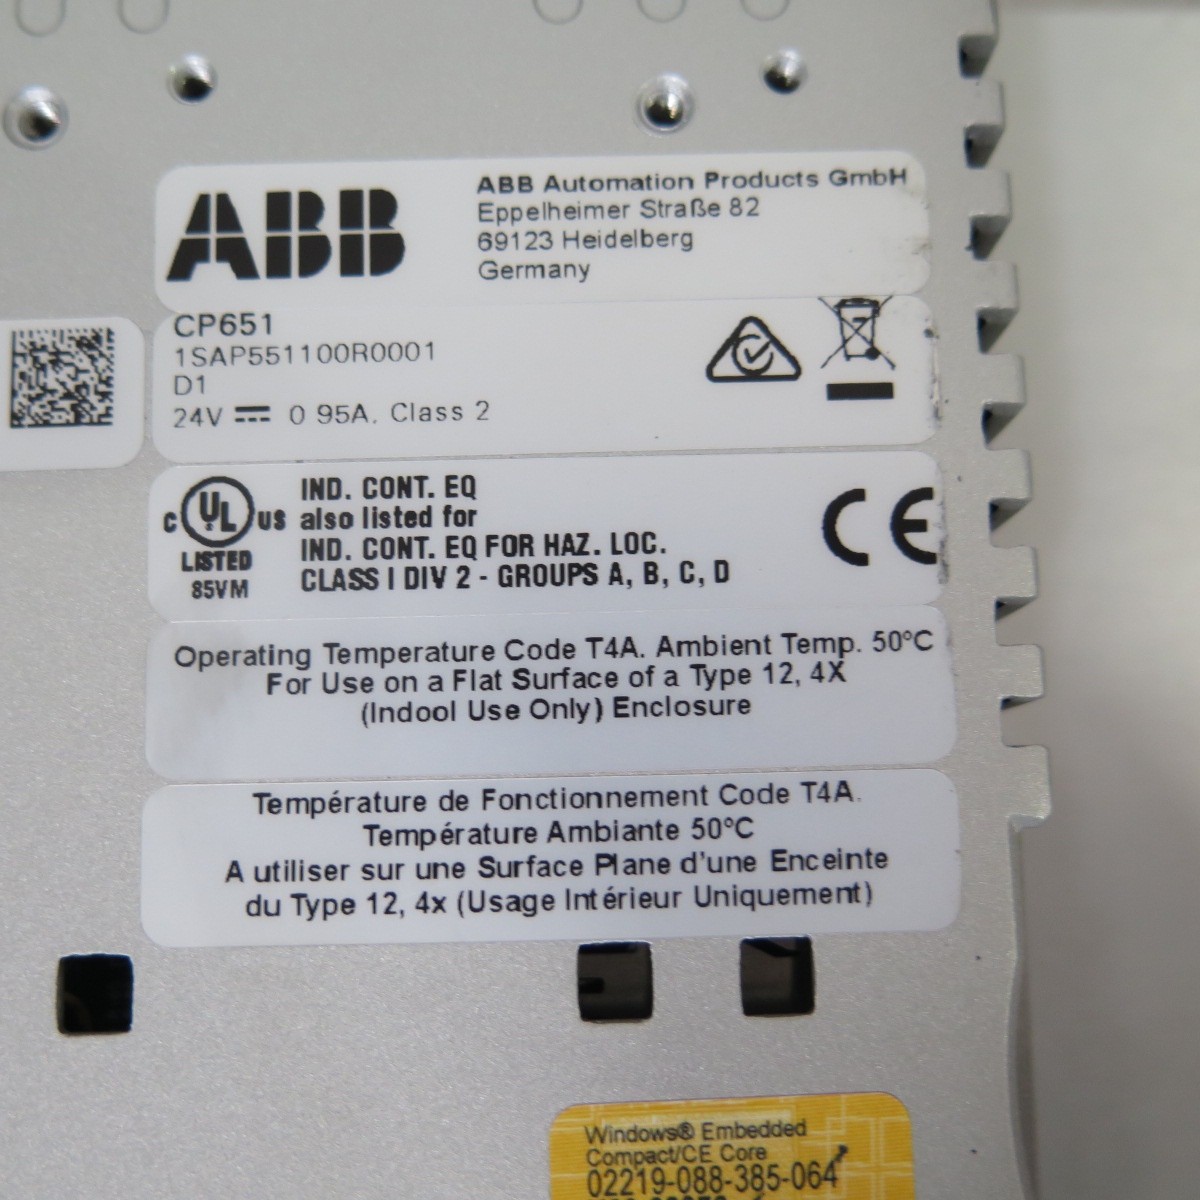 ABB
ABB Automation Products GmbH
Eppelheimer Straße 82
69123 Heidelberg
Germany
CP651
1SAP551100R0001
D1
24V ⎓ 0 95A, Class 2
C UL US
LISTED
85VM
IND. CONT. EQ
also listed for
IND. CONT. EQ FOR HAZ. LOC.
CLASS I DIV 2 - GROUPS A, B, C, D
CE
Operating Temperature Code T4A. Ambient Temp. 50°C
For Use on a Flat Surface of a Type 12, 4X
(Indool Use Only) Enclosure
Température de Fonctionnement Code T4A.
Température Ambiante 50°C
A utiliser sur une Surface Plane d'une Enceinte
du Type 12, 4x (Usage Intérieur Uniquement)
Windows® Embedded
Compact/CE Core
02219-088-385-064